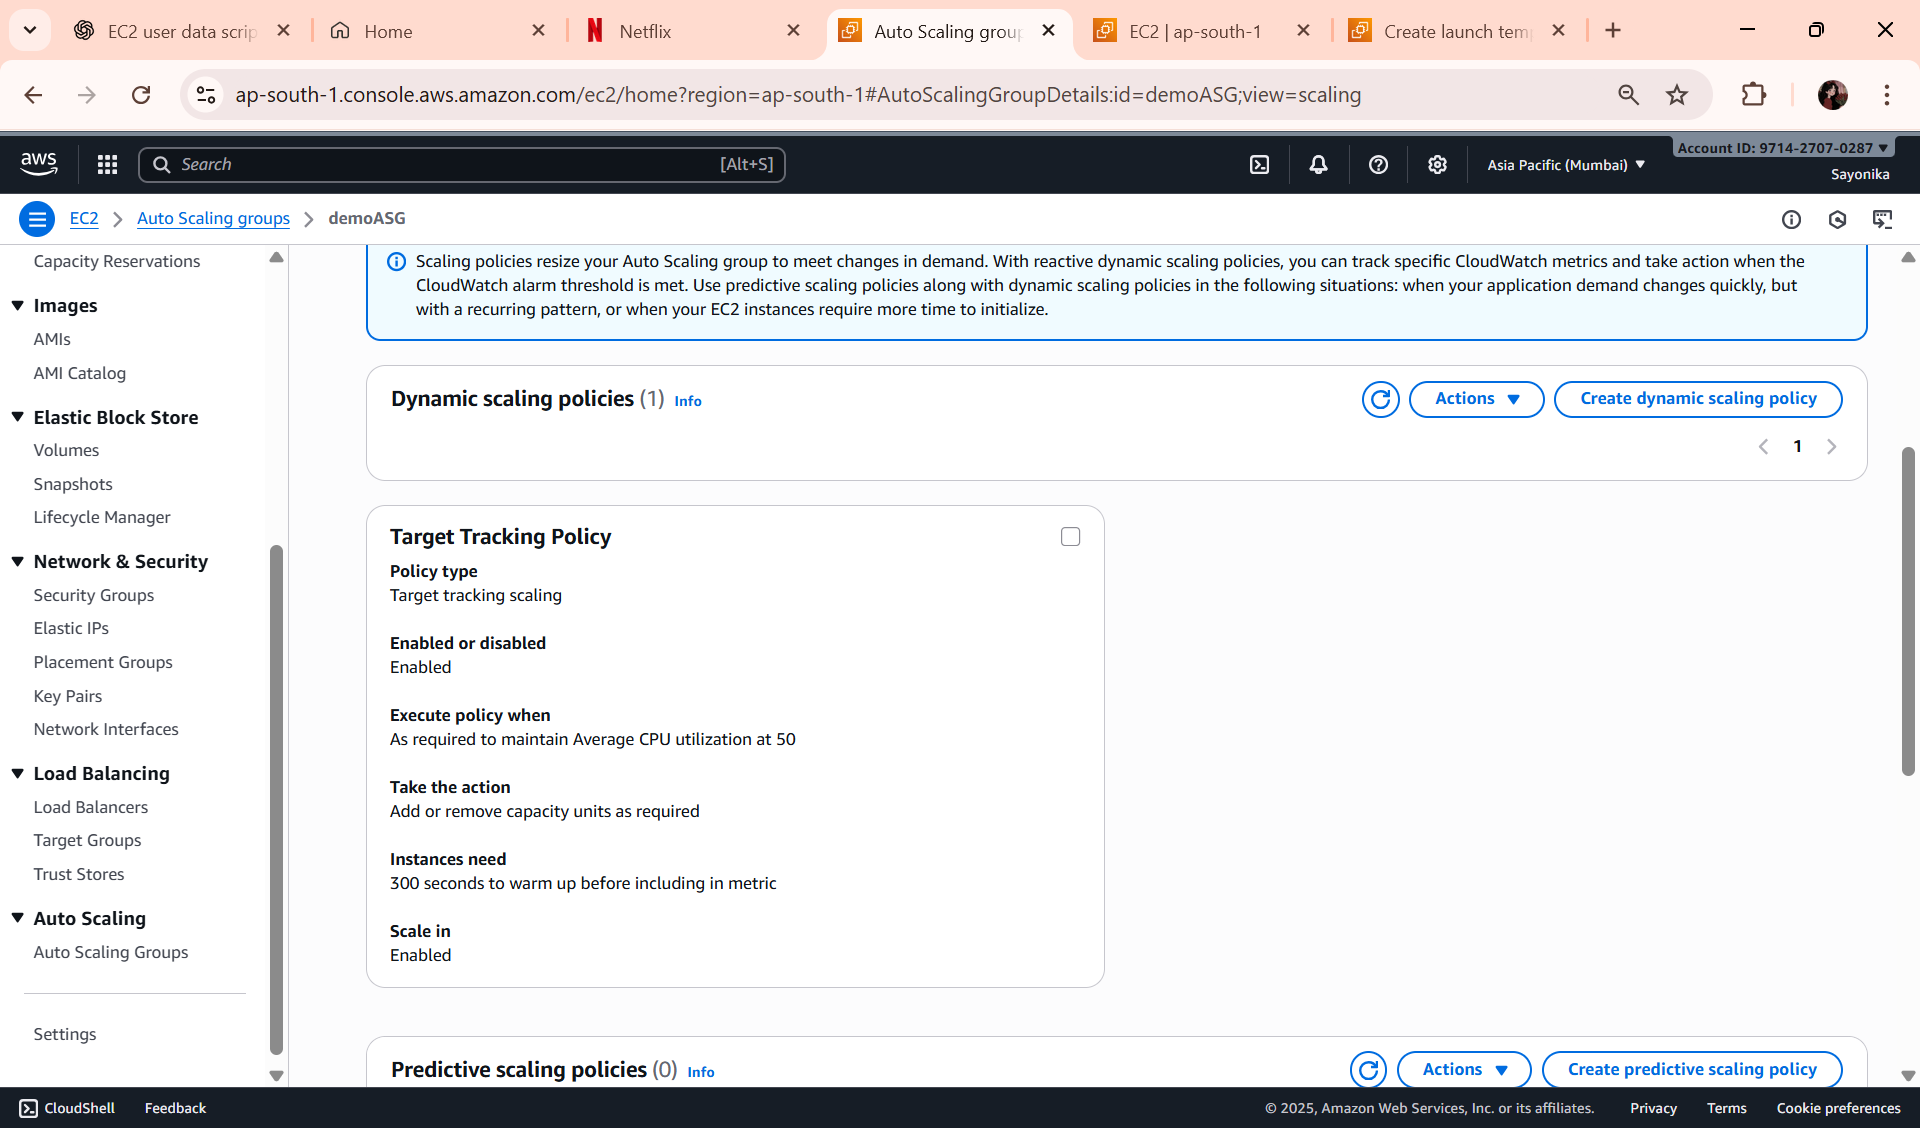 EC2 user data scrip
Home
Netflix
Auto Scaling group
EC2 | ap-south-1
Create launch tem
ap-south-1.console.aws.amazon.com/ec2/home?region=ap-south-1#AutoScalingGroupDetails:id=demoASG;view=scaling
aws
Search
[Alt+S]
Asia Pacific (Mumbai)
Account ID: 9714-2707-0287
Sayonika
EC2
Auto Scaling groups
demoASG
Capacity Reservations
Images
AMIs
AMI Catalog
Elastic Block Store
Volumes
Snapshots
Lifecycle Manager
Network & Security
Security Groups
Elastic IPs
Placement Groups
Key Pairs
Network Interfaces
Load Balancing
Load Balancers
Target Groups
Trust Stores
Auto Scaling
Auto Scaling Groups
Settings
Scaling policies resize your Auto Scaling group to meet changes in demand. With reactive dynamic scaling policies, you can track specific CloudWatch metrics and take action when the
CloudWatch alarm threshold is met. Use predictive scaling policies along with dynamic scaling policies in the following situations: when your application demand changes quickly, but
with a recurring pattern, or when your EC2 instances require more time to initialize.
Dynamic scaling policies (1) Info
Actions
Create dynamic scaling policy
1
Target Tracking Policy
Policy type
Target tracking scaling
Enabled or disabled
Enabled
Execute policy when
As required to maintain Average CPU utilization at 50
Take the action
Add or remove capacity units as required
Instances need
300 seconds to warm up before including in metric
Scale in
Enabled
Predictive scaling policies (0) Info
Actions
Create predictive scaling policy
CloudShell
Feedback
© 2025, Amazon Web Services, Inc. or its affiliates.
Privacy
Terms
Cookie preferences